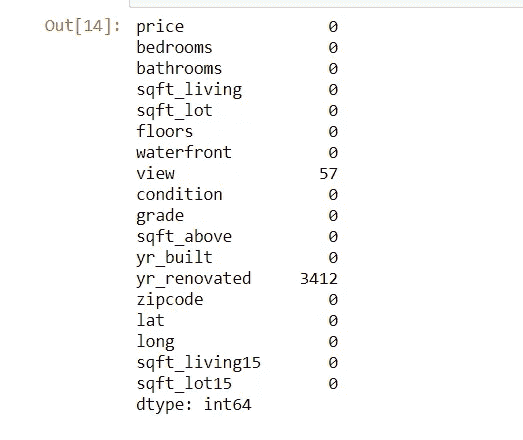 Out[14]: price 0
bedrooms 0
bathrooms 0
sqft_living 0
sqft_lot 0
floors 0
waterfront 0
view 57
condition 0
grade 0
sqft_above 0
yr_built 0
yr_renovated 3412
zipcode 0
lat 0
long 0
sqft_living15 0
sqft_lot15 0
dtype: int64